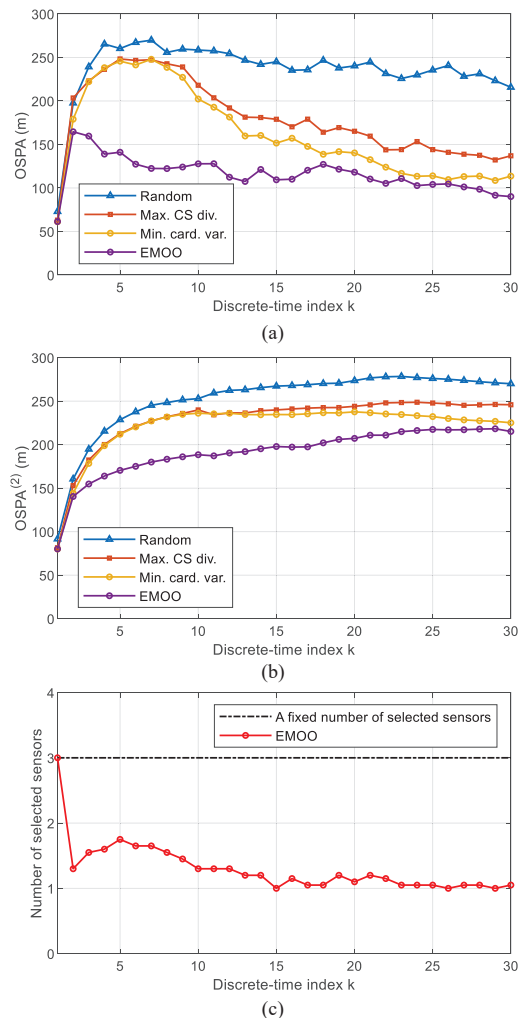 300
250
200
150
100
50
0
OSPA (m)
Random
Max. CS div.
Min. card. var.
EMOO
5 10 15 20 25 30
Discrete-time index k
(a)
300
250
200
150
100
50
0
OSPA(2) (m)
Random
Max. CS div.
Min. card. var.
EMOO
5 10 15 20 25 30
Discrete-time index k
(b)
4
3
2
1
0
Number of selected sensors
A fixed number of selected sensors
EMOO
5 10 15 20 25 30
Discrete-time index k
(c)